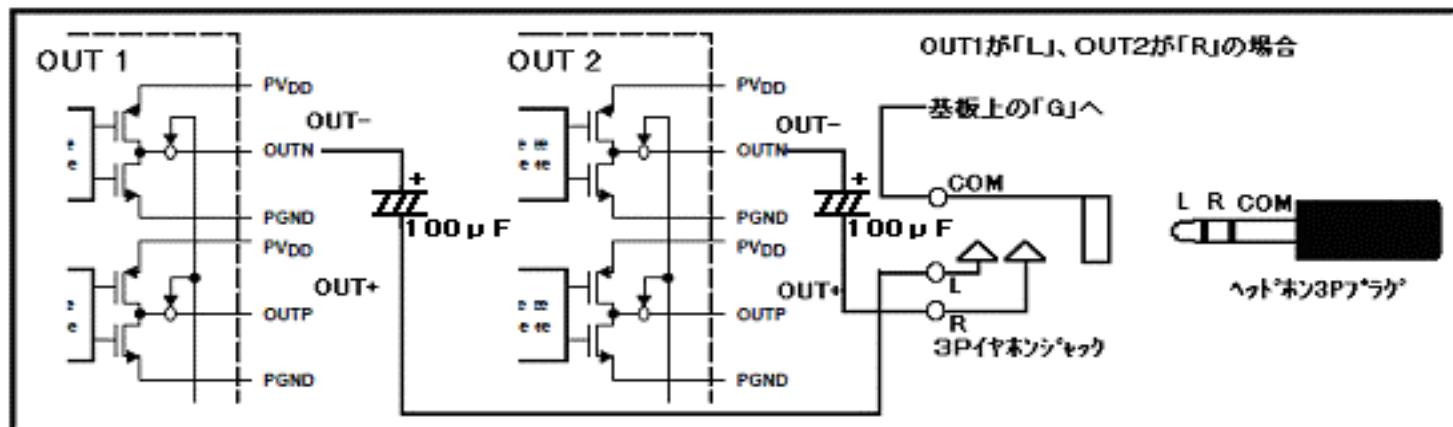 OUT 1
PVDD
OUT-
OUTN
+
100μF
PGND
PVDD
OUT+
OUTP
PGND
OUT 2
PVDD
OUT-
OUTN
+
100μF
PGND
PVDD
OUT+
OUTP
PGND
OUT1が「L」、OUT2が「R」の場合
基板上の「G」へ
COM
L
R
3Pイヤホンジャック
L R COM
ヘッドホン3Pプラグ